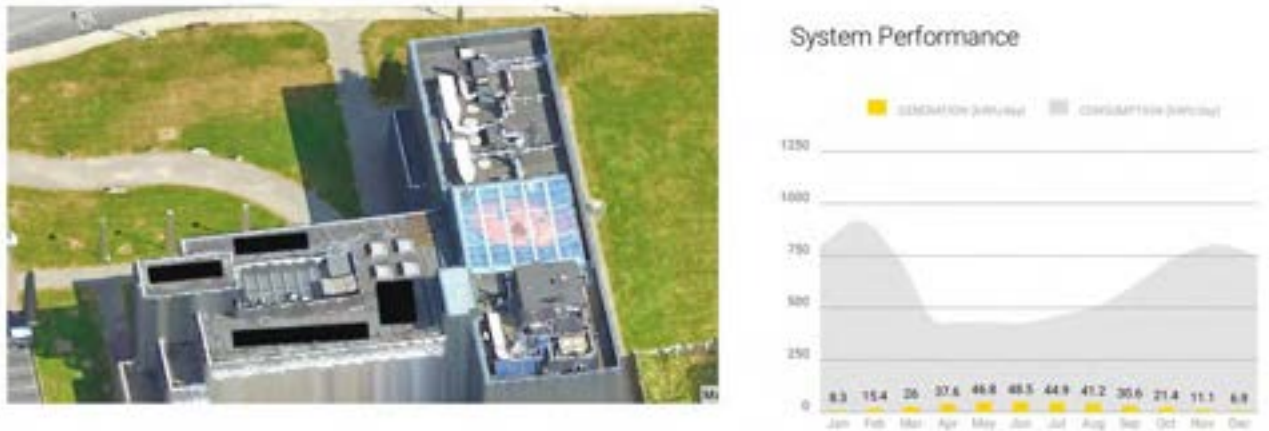 System Performance
GENERATION (kWh/day) CONSUMPTION (kWh/day)
1250
1000
750
500
250
0
8.3 15.4 26 37.6 46.8 48.5 44.9 41.2 30.6 21.4 11.1 6.9
Jan Feb Mar Apr May Jun Jul Aug Sep Oct Nov Dec